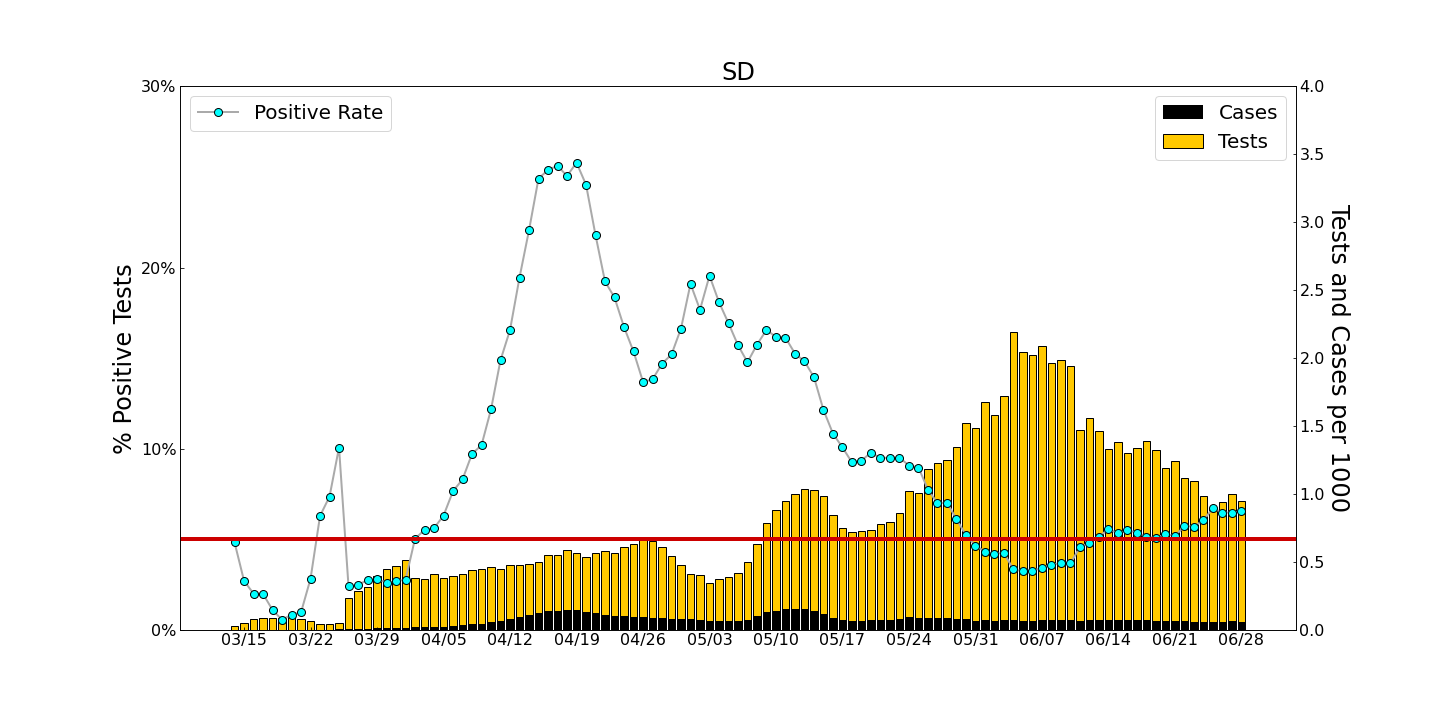 SD
30%
20%
10%
0%
% Positive Tests
Positive Rate
Cases
Tests
4.0
3.5
3.0
2.5
2.0
1.5
1.0
0.5
0.0
Tests and Cases per 1000
03/15 03/22 03/29 04/05 04/12 04/19 04/26 05/03 05/10 05/17 05/24 05/31 06/07 06/14 06/21 06/28